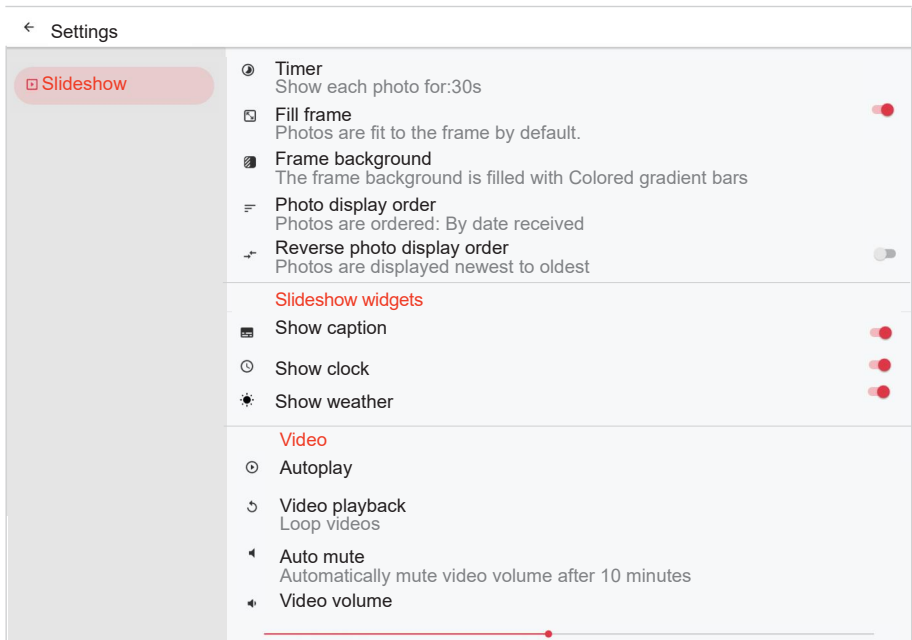 Settings
Slideshow
Timer
Show each photo for:30s
Fill frame
Photos are fit to the frame by default.
Frame background
The frame background is filled with Colored gradient bars
Photo display order
Photos are ordered: By date received
Reverse photo display order
Photos are displayed newest to oldest
Slideshow widgets
Show caption
Show clock
Show weather
Video
Autoplay
Video playback
Loop videos
Auto mute
Automatically mute video volume after 10 minutes
Video volume